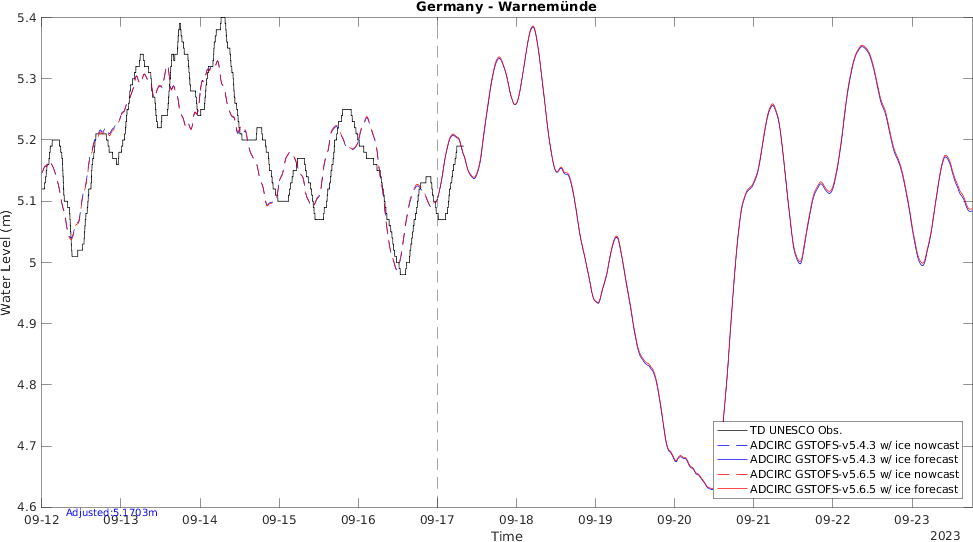 Germany - Warnemünde
5.4
5.3
5.2
5.1
5
4.9
4.8
4.7
4.6
Water Level (m)
TD UNESCO Obs.
ADCIRC GSTOFS-v5.4.3 w/ ice nowcast
ADCIRC GSTOFS-v5.4.3 w/ ice forecast
ADCIRC GSTOFS-v5.6.5 w/ ice nowcast
ADCIRC GSTOFS-v5.6.5 w/ ice forecast
Adjusted:5.1703m
09-12 09-13 09-14 09-15 09-16 09-17 09-18 09-19 09-20 09-21 09-22 09-23
Time
2023